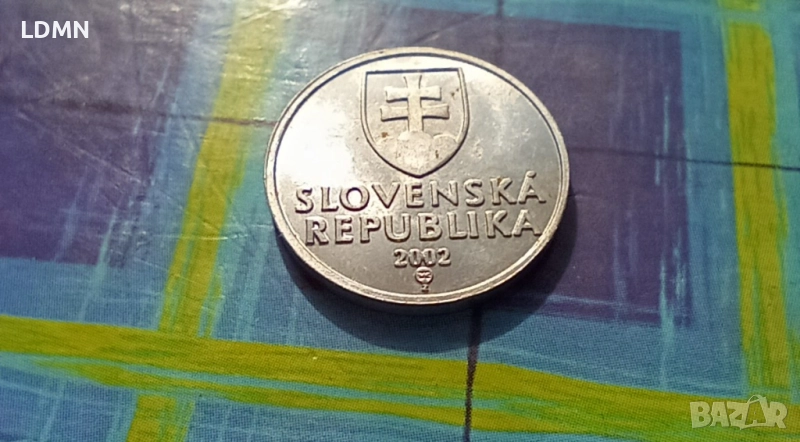 LDMN
SLOVENSKÁ
REPUBLIKA
2002
BAZAR